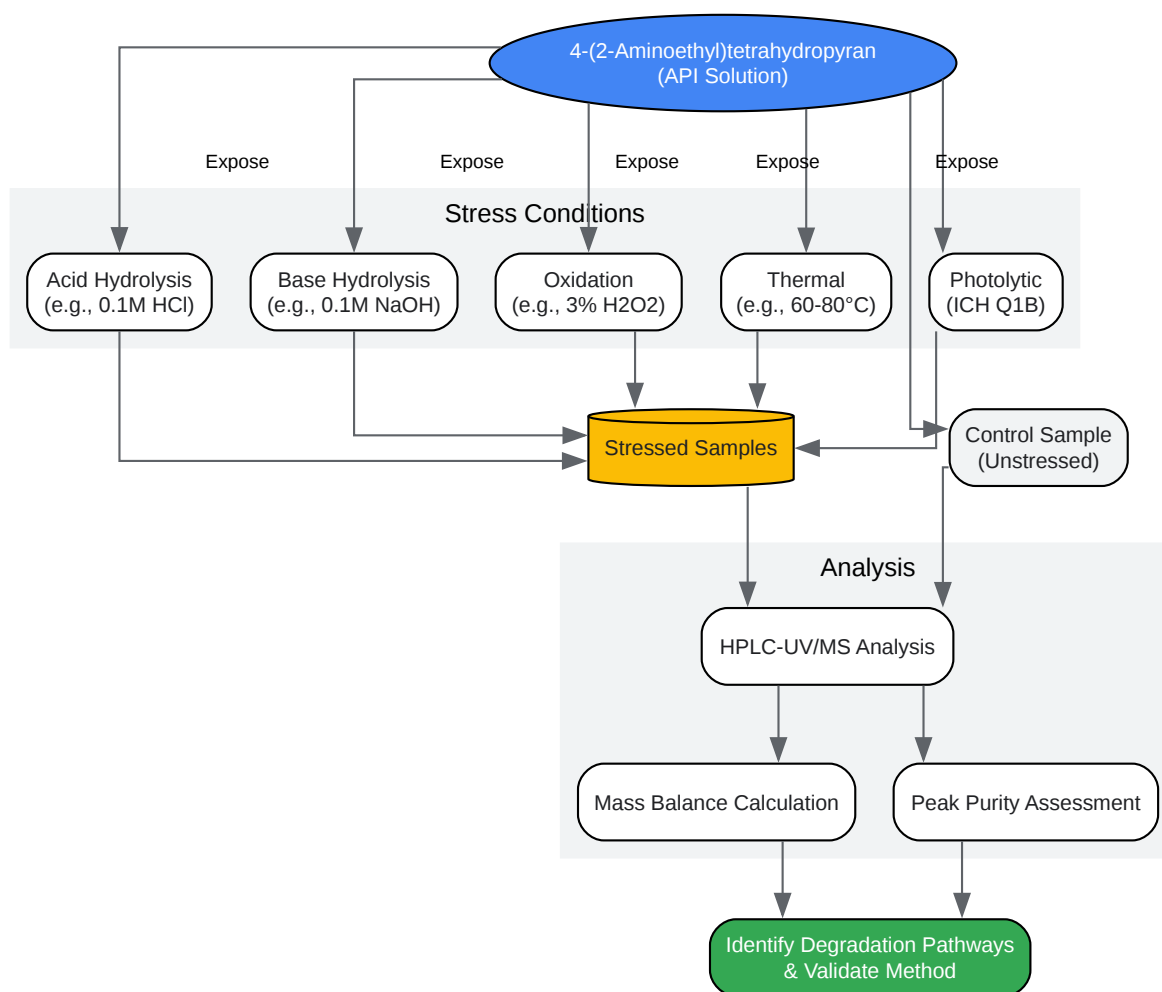 4-(2-Aminoethyl)tetrahydropyran
(API Solution)
Expose
Expose
Expose
Expose
Expose
Stress Conditions
Acid Hydrolysis
(e.g., 0.1M HCl)
Base Hydrolysis
(e.g., 0.1M NaOH)
Oxidation
(e.g., 3% H2O2)
Thermal
(e.g., 60-80°C)
Photolytic
(ICH Q1B)
Stressed Samples
Control Sample
(Unstressed)
Analysis
HPLC-UV/MS Analysis
Mass Balance Calculation
Peak Purity Assessment
Identify Degradation Pathways
& Validate Method